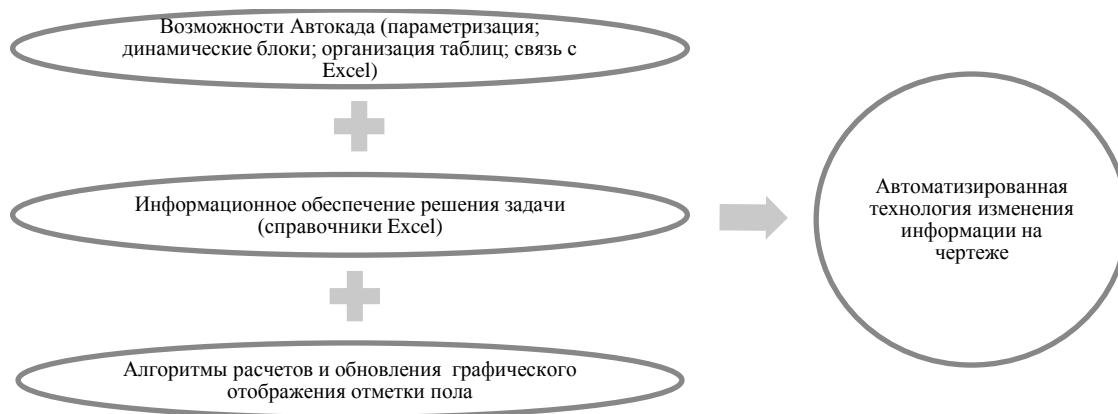 Возможности Автокада (параметризация;
динамические блоки; организация таблиц; связь с
Excel)
Информационное обеспечение решения задачи
(справочники Excel)
Алгоритмы расчетов и обновления графического
отображения отметки пола
Автоматизированная
технология изменения
информации на
чертеже